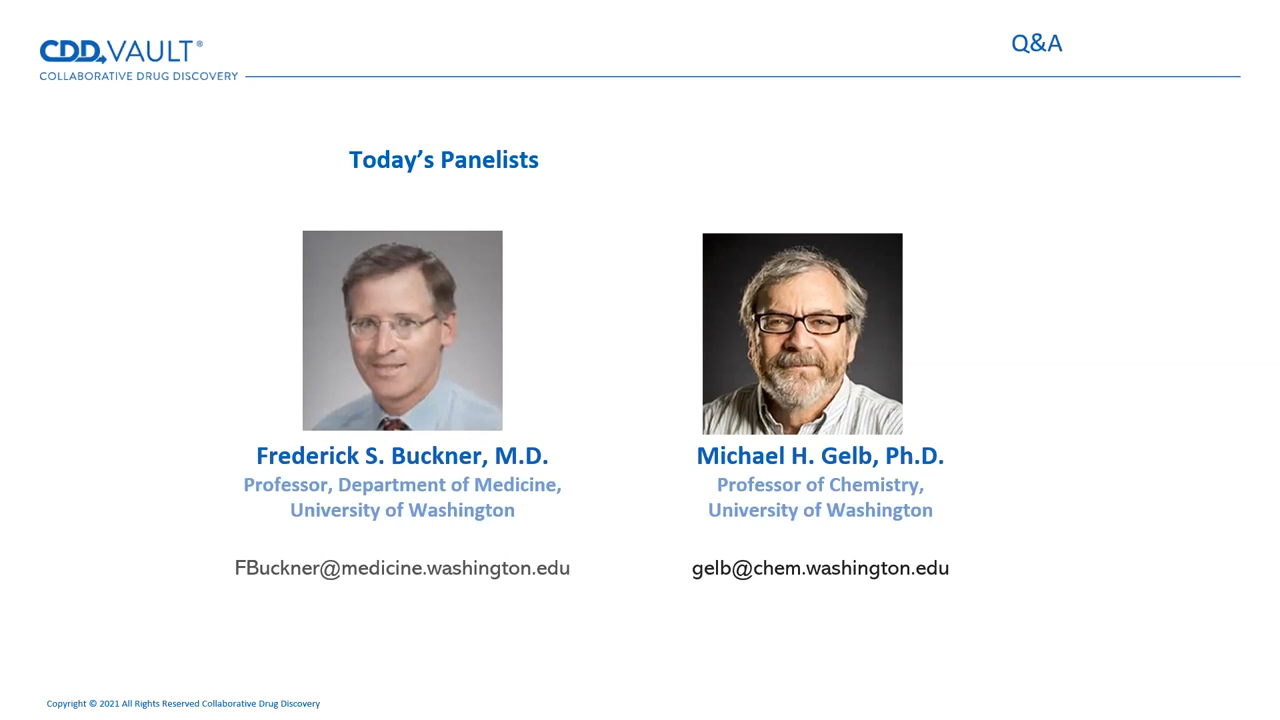 CDD VAULT®
COLLABORATIVE DRUG DISCOVERY
Q&A
Today’s Panelists
Frederick S. Buckner, M.D.
Professor, Department of Medicine,
University of Washington
FBuckner@medicine.washington.edu
Michael H. Gelb, Ph.D.
Professor of Chemistry,
University of Washington
gelb@chem.washington.edu
Copyright © 2021 All Rights Reserved Collaborative Drug Discovery